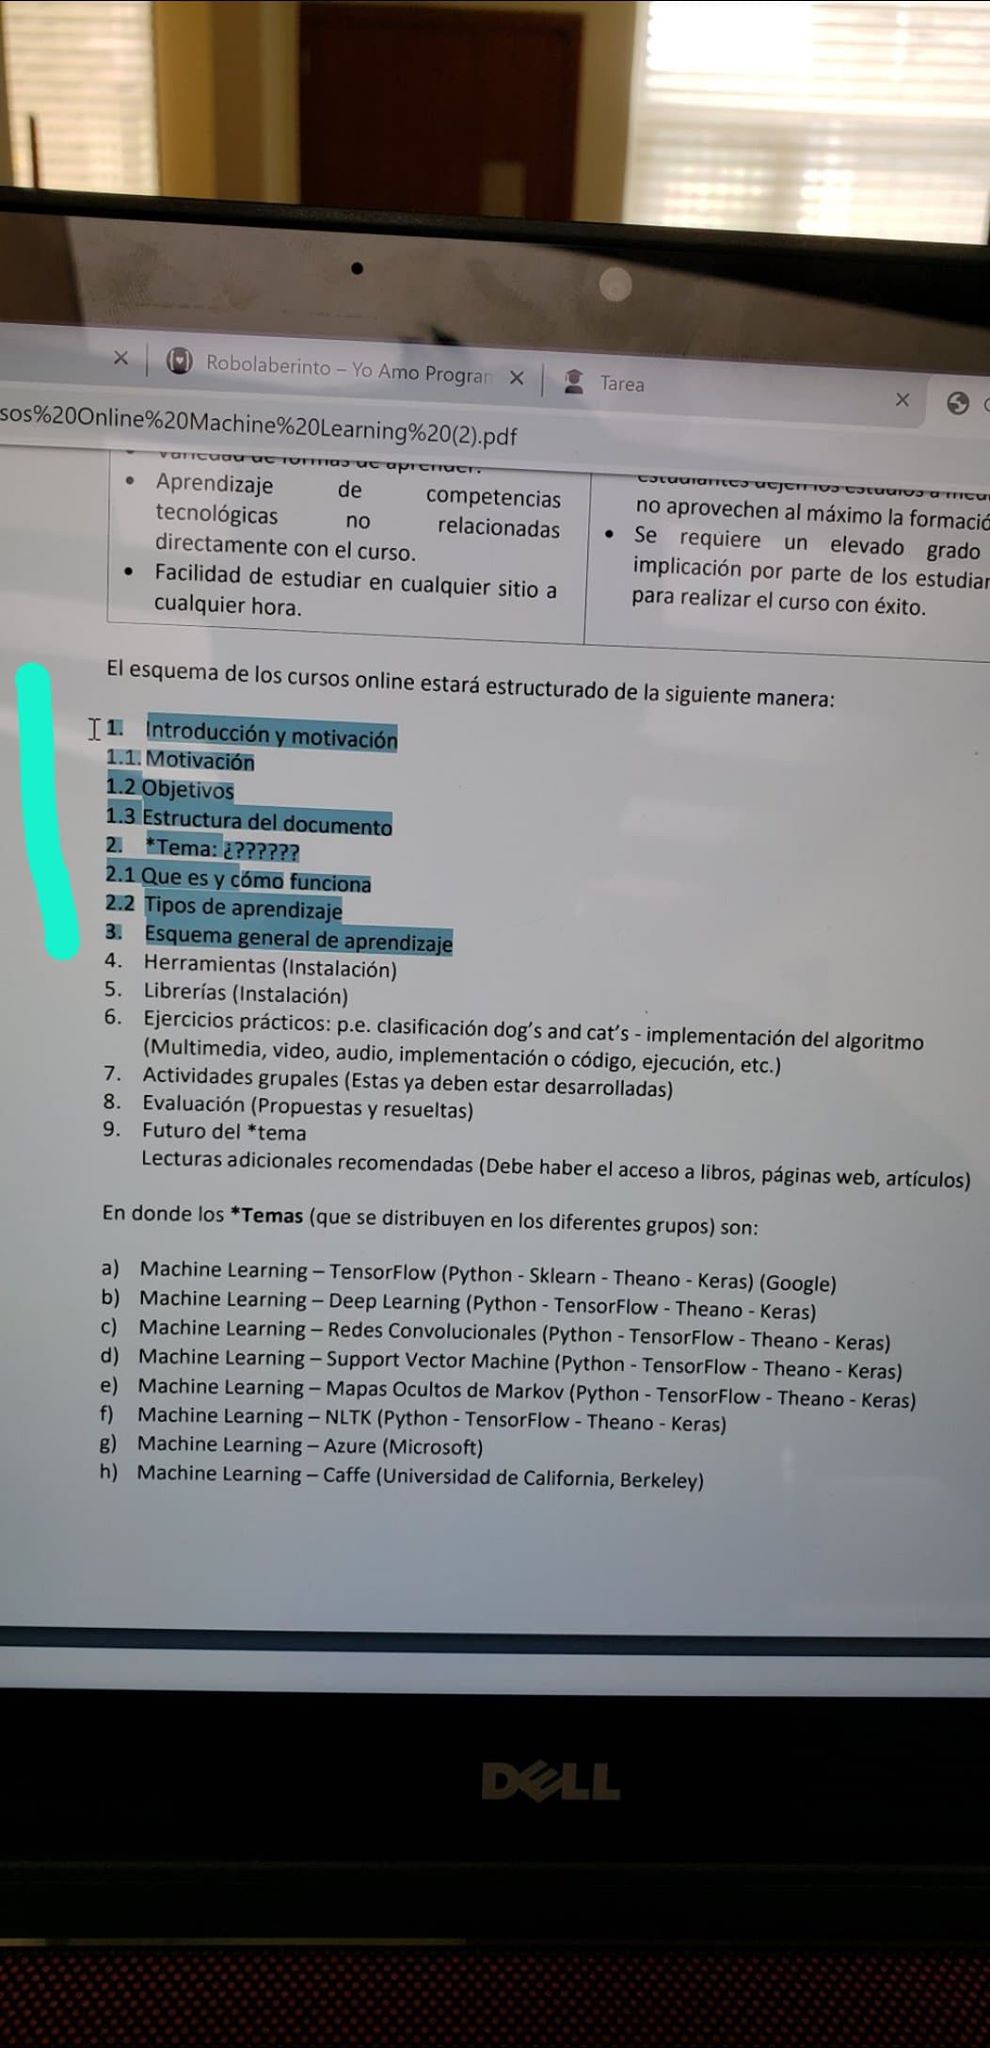 Robolaberinto – Yo Amo Progran
Tarea
sos%20Online%20Machine%20Learning%20(2).pdf
variedad de formas de aprender.
• Aprendizaje de competencias
tecnológicas no relacionadas
directamente con el curso.
• Facilidad de estudiar en cualquier sitio a
cualquier hora.
estudiantes dejen los estudios a
no aprovechen al máximo la formació
• Se requiere un elevado grado
implicación por parte de los estudian
para realizar el curso con éxito.
El esquema de los cursos online estará estructurado de la siguiente manera:
1. Introducción y motivación
1.1. Motivación
1.2 Objetivos
1.3 Estructura del documento
2. *Tema: ¿??????
2.1 Que es y cómo funciona
2.2 Tipos de aprendizaje
3. Esquema general de aprendizaje
4. Herramientas (Instalación)
5. Librerías (Instalación)
6. Ejercicios prácticos: p.e. clasificación dog's and cat's - implementación del algoritmo
(Multimedia, video, audio, implementación o código, ejecución, etc.)
7. Actividades grupales (Estas ya deben estar desarrolladas)
8. Evaluación (Propuestas y resueltas)
9. Futuro del *tema
Lecturas adicionales recomendadas (Debe haber el acceso a libros, páginas web, artículos)
En donde los *Temas (que se distribuyen en los diferentes grupos) son:
a) Machine Learning – TensorFlow (Python - Sklearn - Theano - Keras) (Google)
b) Machine Learning – Deep Learning (Python - TensorFlow - Theano - Keras)
c) Machine Learning – Redes Convolucionales (Python - TensorFlow - Theano - Keras)
d) Machine Learning – Support Vector Machine (Python - TensorFlow - Theano - Keras)
e) Machine Learning – Mapas Ocultos de Markov (Python - TensorFlow - Theano - Keras)
f) Machine Learning – NLTK (Python - TensorFlow - Theano - Keras)
g) Machine Learning – Azure (Microsoft)
h) Machine Learning – Caffe (Universidad de California, Berkeley)
DELL